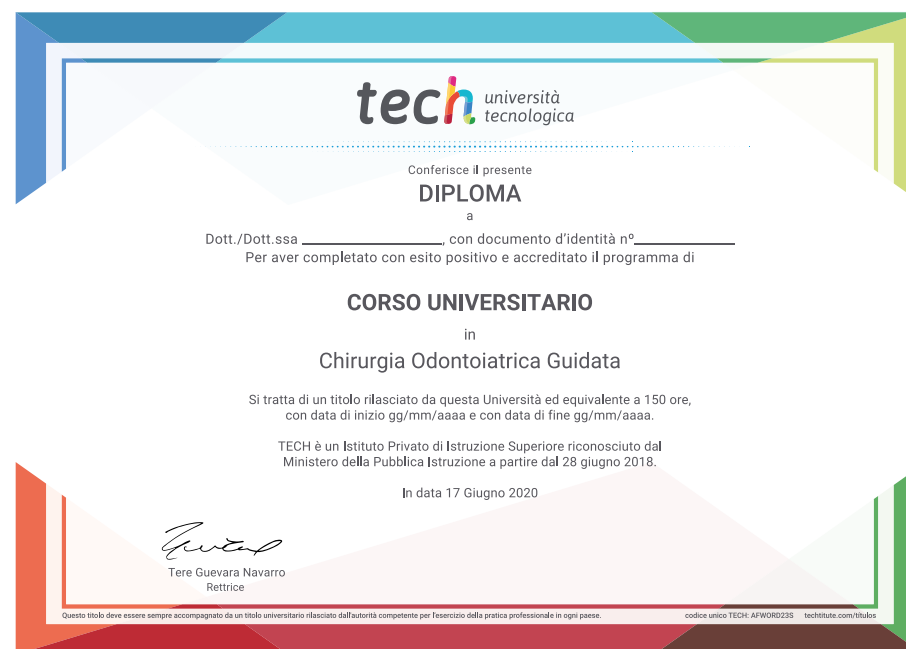 tech università
tecnologica
Conferisce il presente
DIPLOMA
a
Dott./Dott.ssa ____________________, con documento d'identità nº______________
Per aver completato con esito positivo e accreditato il programma di
CORSO UNIVERSITARIO
in
Chirurgia Odontoiatrica Guidata
Si tratta di un titolo rilasciato da questa Università ed equivalente a 150 ore,
con data di inizio gg/mm/aaaa e con data di fine gg/mm/aaaa.
TECH è un Istituto Privato di Istruzione Superiore riconosciuto dal
Ministero della Pubblica Istruzione a partire dal 28 giugno 2018.
In data 17 Giugno 2020
Tere Guevara Navarro
Rettrice
Questo titolo deve essere sempre accompagnato da un titolo universitario rilasciato dall'autorità competente per l'esercizio della pratica professionale in ogni paese. codice unico TECH: AFWORD23S techtitute.com/titulos